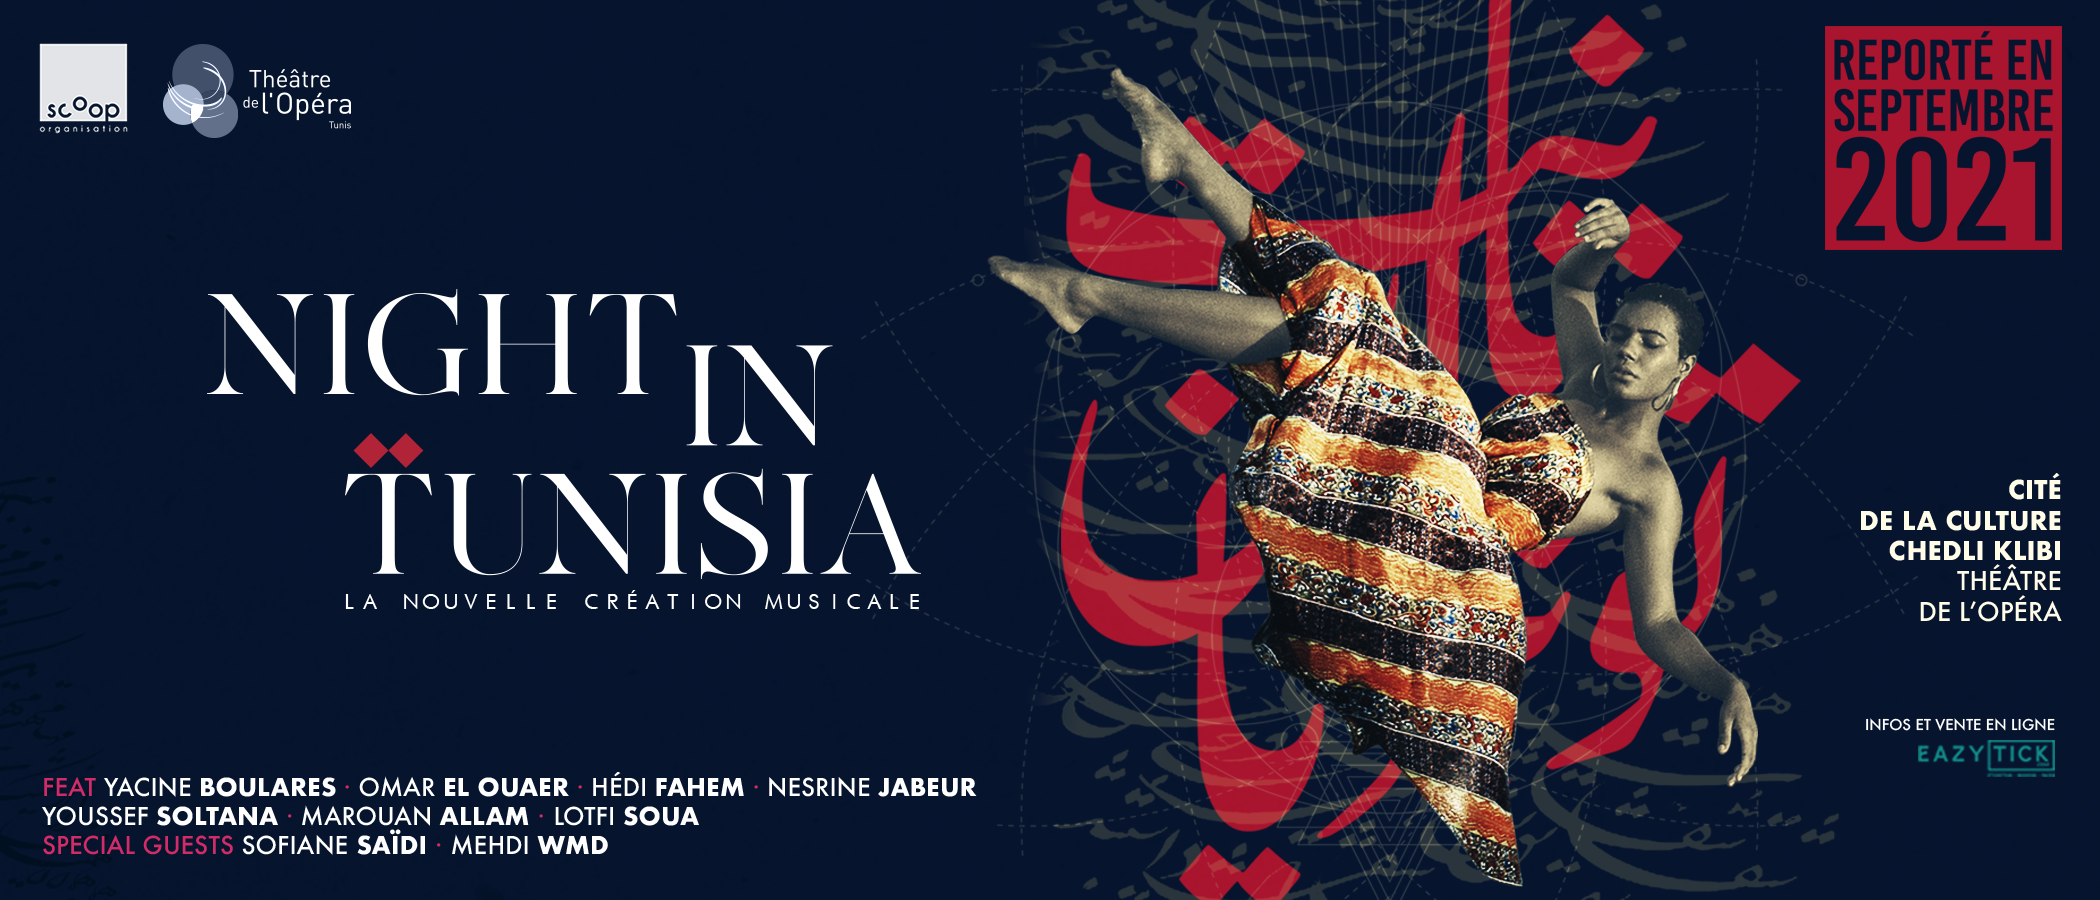 scoop
organisation
Théâtre
de l'Opéra
Tunis
REPORTÉ EN
SEPTEMBRE
2021
NIGHT
IN
TUNISIA
LA NOUVELLE CRÉATION MUSICALE
CITÉ
DE LA CULTURE
CHEDLI KLIBI
THÉÂTRE
DE L'OPÉRA
INFOS ET VENTE EN LIGNE
EAZYTICK
FEAT YACINE BOULARES · OMAR EL OUAER · HÉDI FAHEM · NESRINE JABEUR
YOUSSEF SOLTANA · MAROUAN ALLAM · LOTFI SOUA
SPECIAL GUESTS SOFIANE SAÏDI · MEHDI WMD